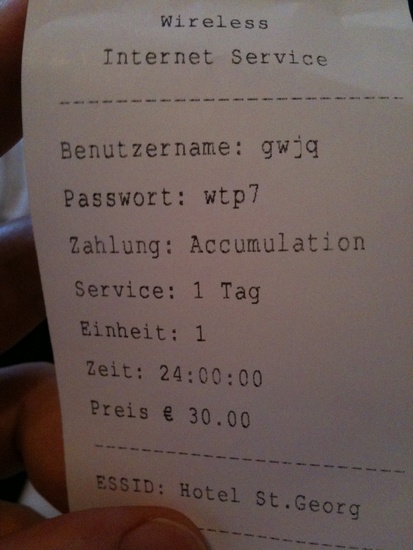 Wireless
Internet Service
Benutzername: gwjq
Passwort: wtp7
Zahlung: Accumulation
Service: 1 Tag
Einheit: 1
Zeit: 24:00:00
Preis € 30.00
ESSID: Hotel St.Georg